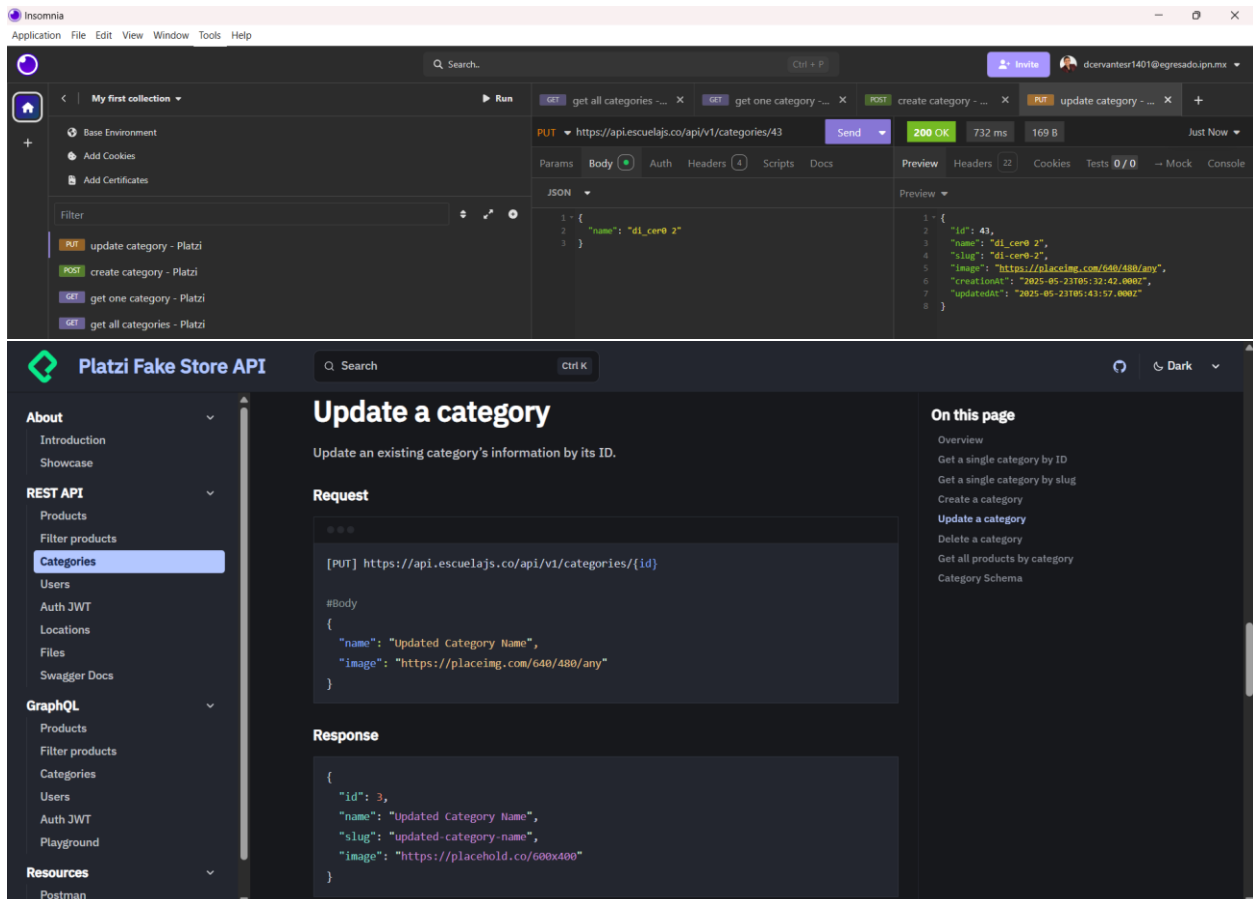 Insomnia
Application File Edit View Window Tools Help
Search.. Ctrl + P
Invite dcervantesr1401@egresado.ipn.mx
My first collection Run
GET get all categories -... GET get one category -... POST create category - ... PUT update category - ...
Base Environment
Add Cookies
Add Certificates
Filter
PUT update category - Platzi
POST create category - Platzi
GET get one category - Platzi
GET get all categories - Platzi
PUT https://api.escuelajs.co/api/v1/categories/43 Send
Params Body Auth Headers 4 Scripts Docs
JSON
1 {
2 "name": "di_cer0 2"
3 }
200 OK 732 ms 169 B Just Now
Preview Headers 22 Cookies Tests 0 / 0 → Mock Console
Preview
1 {
2 "id": 43,
3 "name": "di_cer0 2",
4 "slug": "di-cer0-2",
5 "image": "https://placeimg.com/640/480/any",
6 "creationAt": "2025-05-23T05:32:42.000Z",
7 "updatedAt": "2025-05-23T05:43:57.000Z"
8 }
Platzi Fake Store API
Search Ctrl K
Dark
About
Introduction
Showcase
REST API
Products
Filter products
Categories
Users
Auth JWT
Locations
Files
Swagger Docs
GraphQL
Products
Filter products
Categories
Users
Auth JWT
Playground
Resources
Postman
Update a category
Update an existing category’s information by its ID.
Request
[PUT] https://api.escuelajs.co/api/v1/categories/{id}
#Body
{
"name": "Updated Category Name",
"image": "https://placeimg.com/640/480/any"
}
Response
{
"id": 3,
"name": "Updated Category Name",
"slug": "updated-category-name",
"image": "https://placehold.co/600x400"
}
On this page
Overview
Get a single category by ID
Get a single category by slug
Create a category
Update a category
Delete a category
Get all products by category
Category Schema